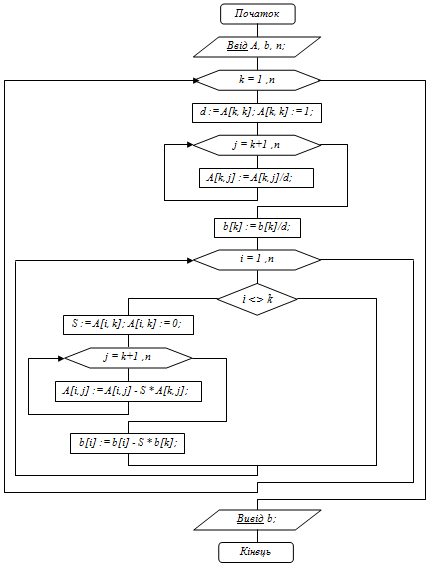 Початок
Ввід A, b, n;
k = 1 ,n
d := A[k, k]; A[k, k] := 1;
j = k+1 ,n
A[k, j] := A[k, j]/d;
b[k] := b[k]/d;
i = 1 ,n
i <> k
S := A[i, k]; A[i, k] := 0;
j = k+1 ,n
A[i, j] := A[i, j] - S * A[k, j];
b[i] := b[i] - S * b[k];
Вивід b;
Кінець